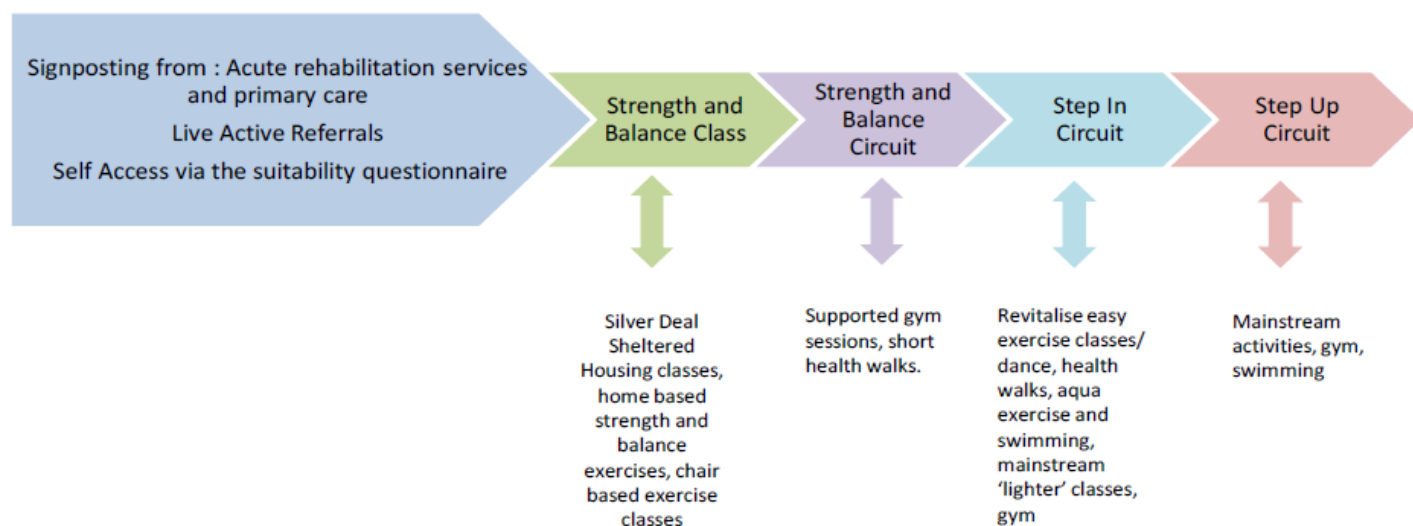 Signposting from : Acute rehabilitation services
and primary care
Live Active Referrals
Self Access via the suitability questionnaire
Strength and
Balance Class
Strength and
Balance
Circuit
Step In
Circuit
Step Up
Circuit
Silver Deal
Sheltered
Housing classes,
home based
strength and
balance
exercises, chair
based exercise
classes
Supported gym
sessions, short
health walks.
Revitalise easy
exercise classes/
dance, health
walks, aqua
exercise and
swimming,
mainstream
‘lighter’ classes,
gym
Mainstream
activities, gym,
swimming